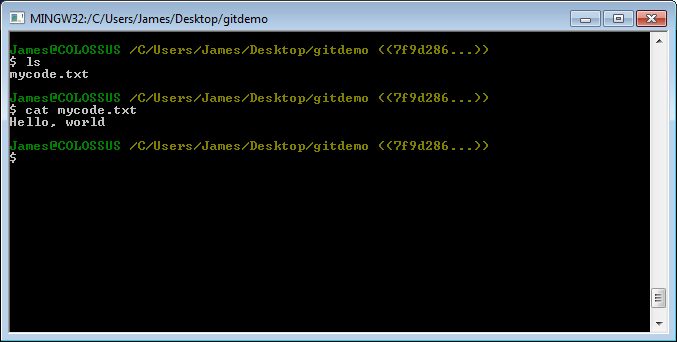 MINGW32:/C/Users/James/Desktop/gitdemo
James@COLOSSUS /C/Users/James/Desktop/gitdemo ((7f9d286...))
$ ls
mycode.txt
James@COLOSSUS /C/Users/James/Desktop/gitdemo ((7f9d286...))
$ cat mycode.txt
Hello, world
James@COLOSSUS /C/Users/James/Desktop/gitdemo ((7f9d286...))
$